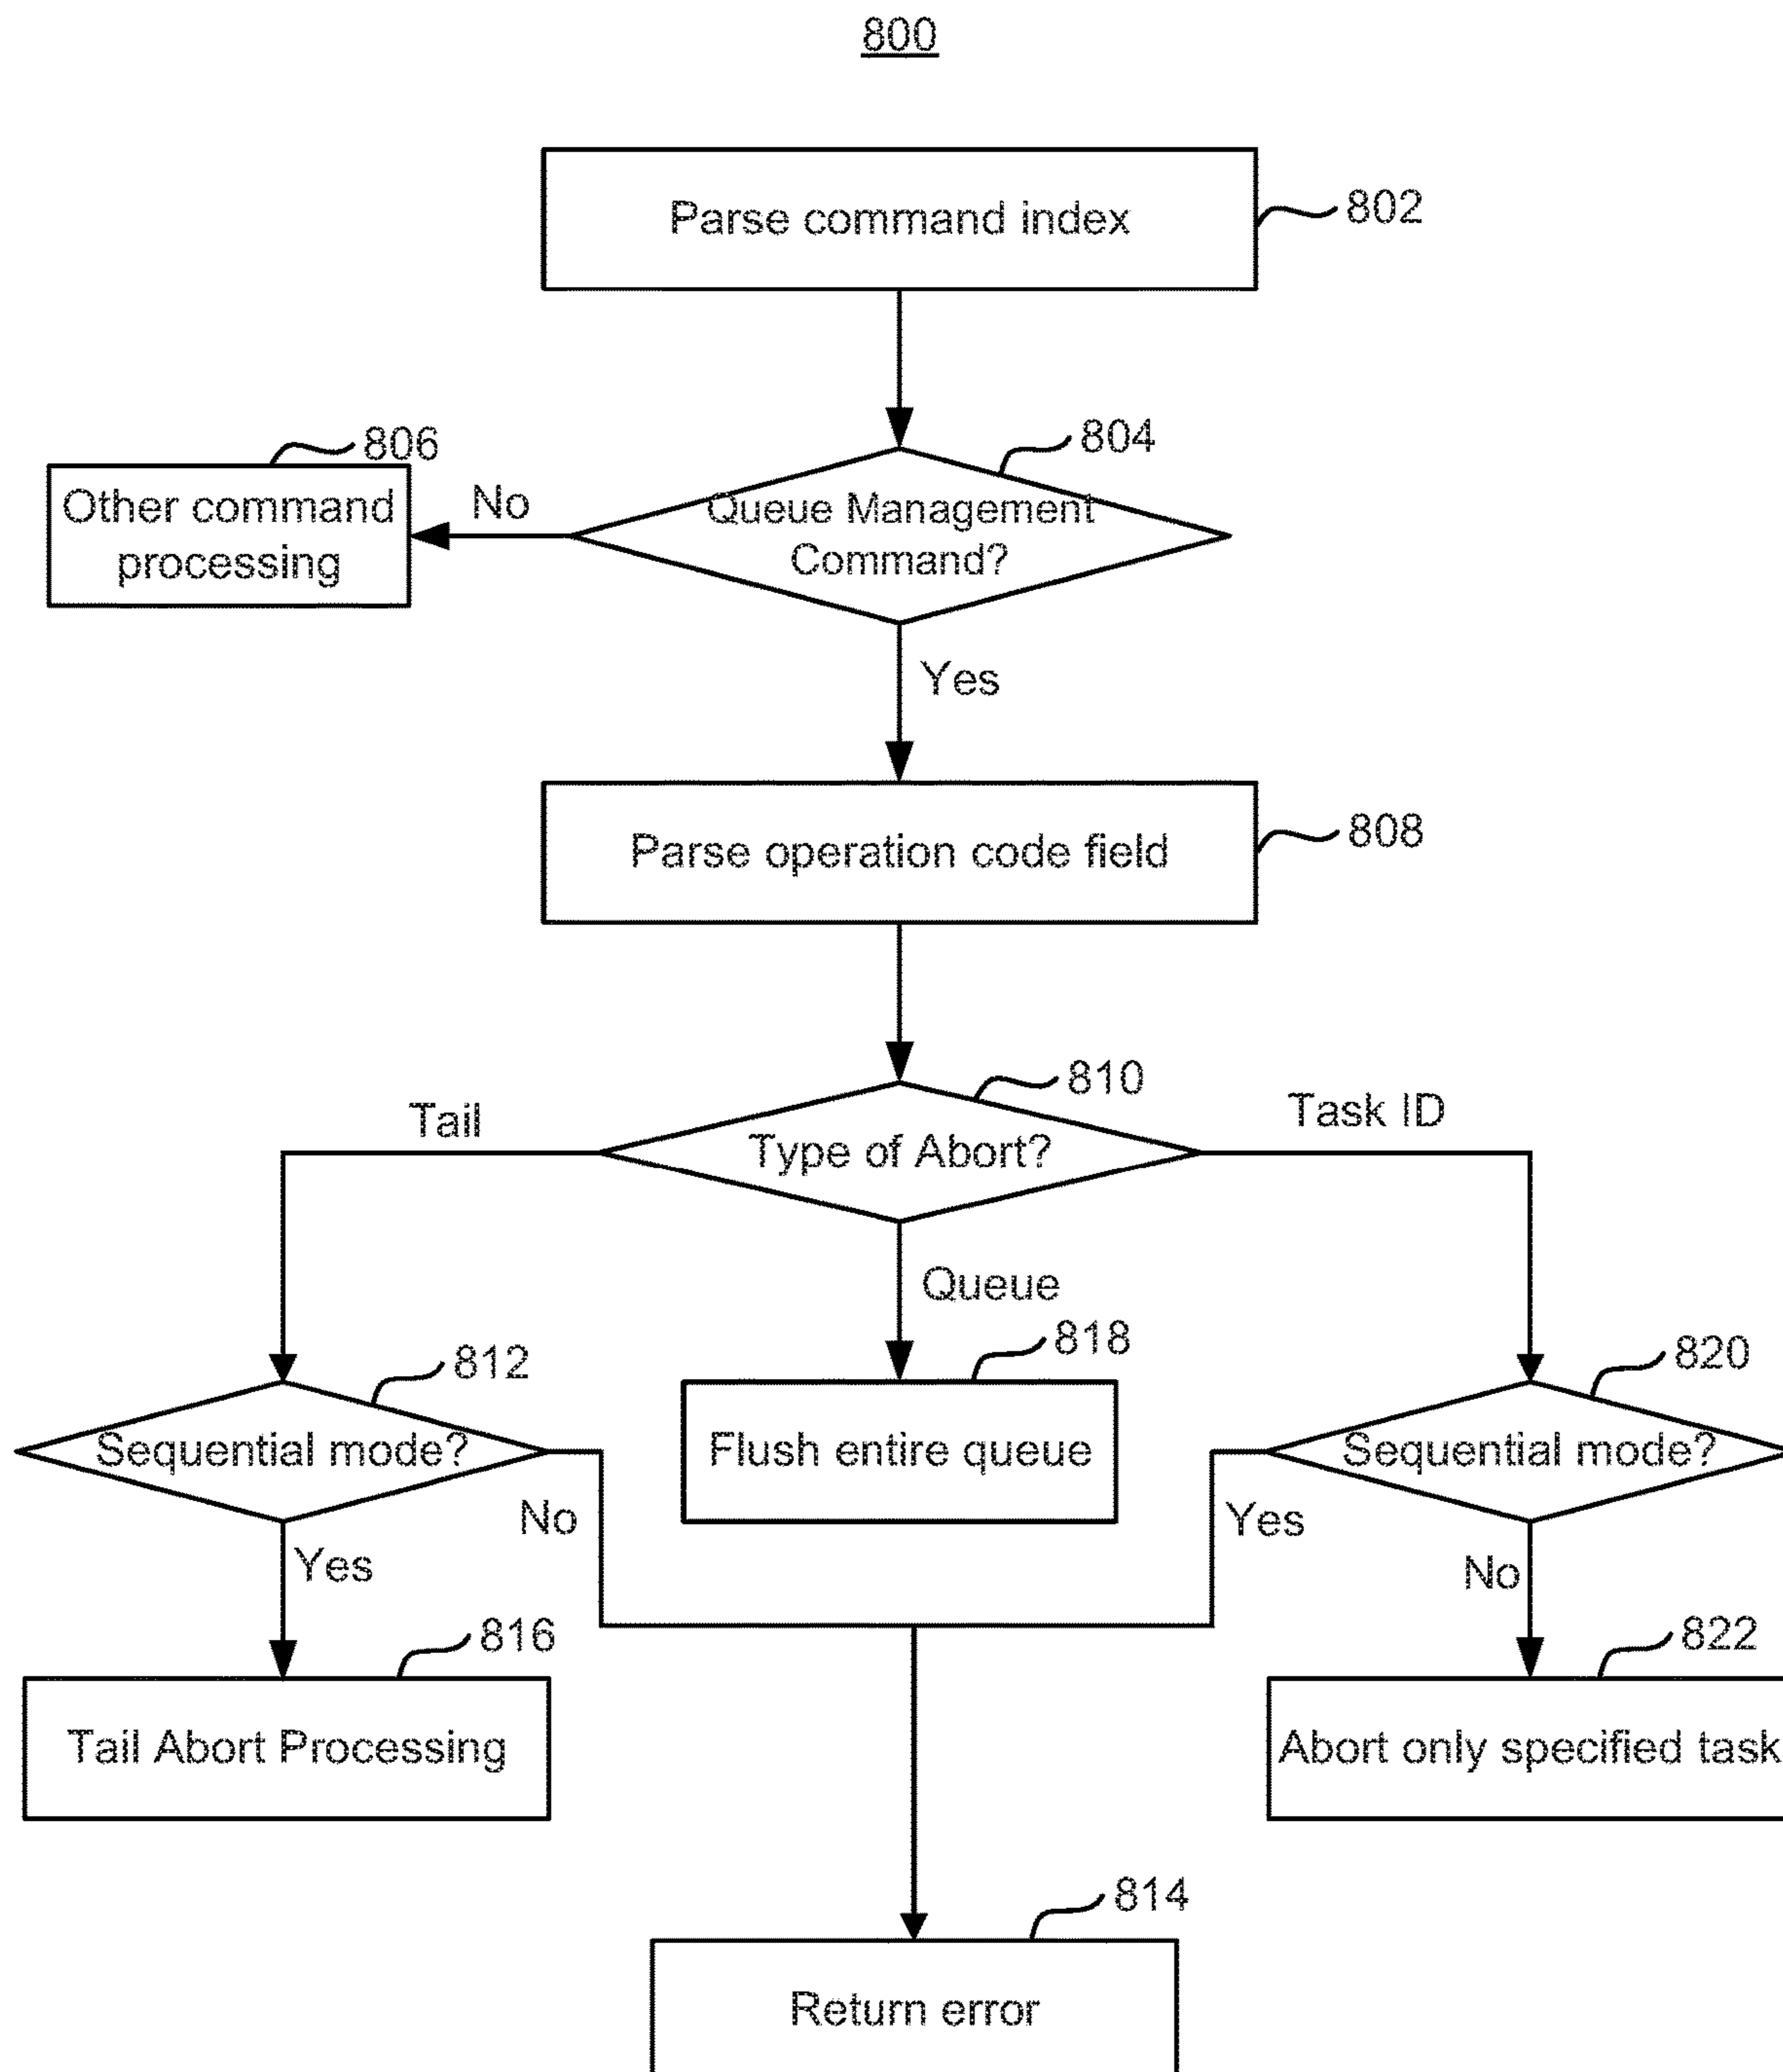 800
Parse command index
802
804
806
Other command
processing
No
Queue Management
Command?
Yes
Parse operation code field
808
810
Tail
Type of Abort?
Task ID
Queue
812
818
820
Sequential mode?
Flush entire queue
Sequential mode?
No
Yes
Yes
No
816
822
Tail Abort Processing
Abort only specified task
814
Return error